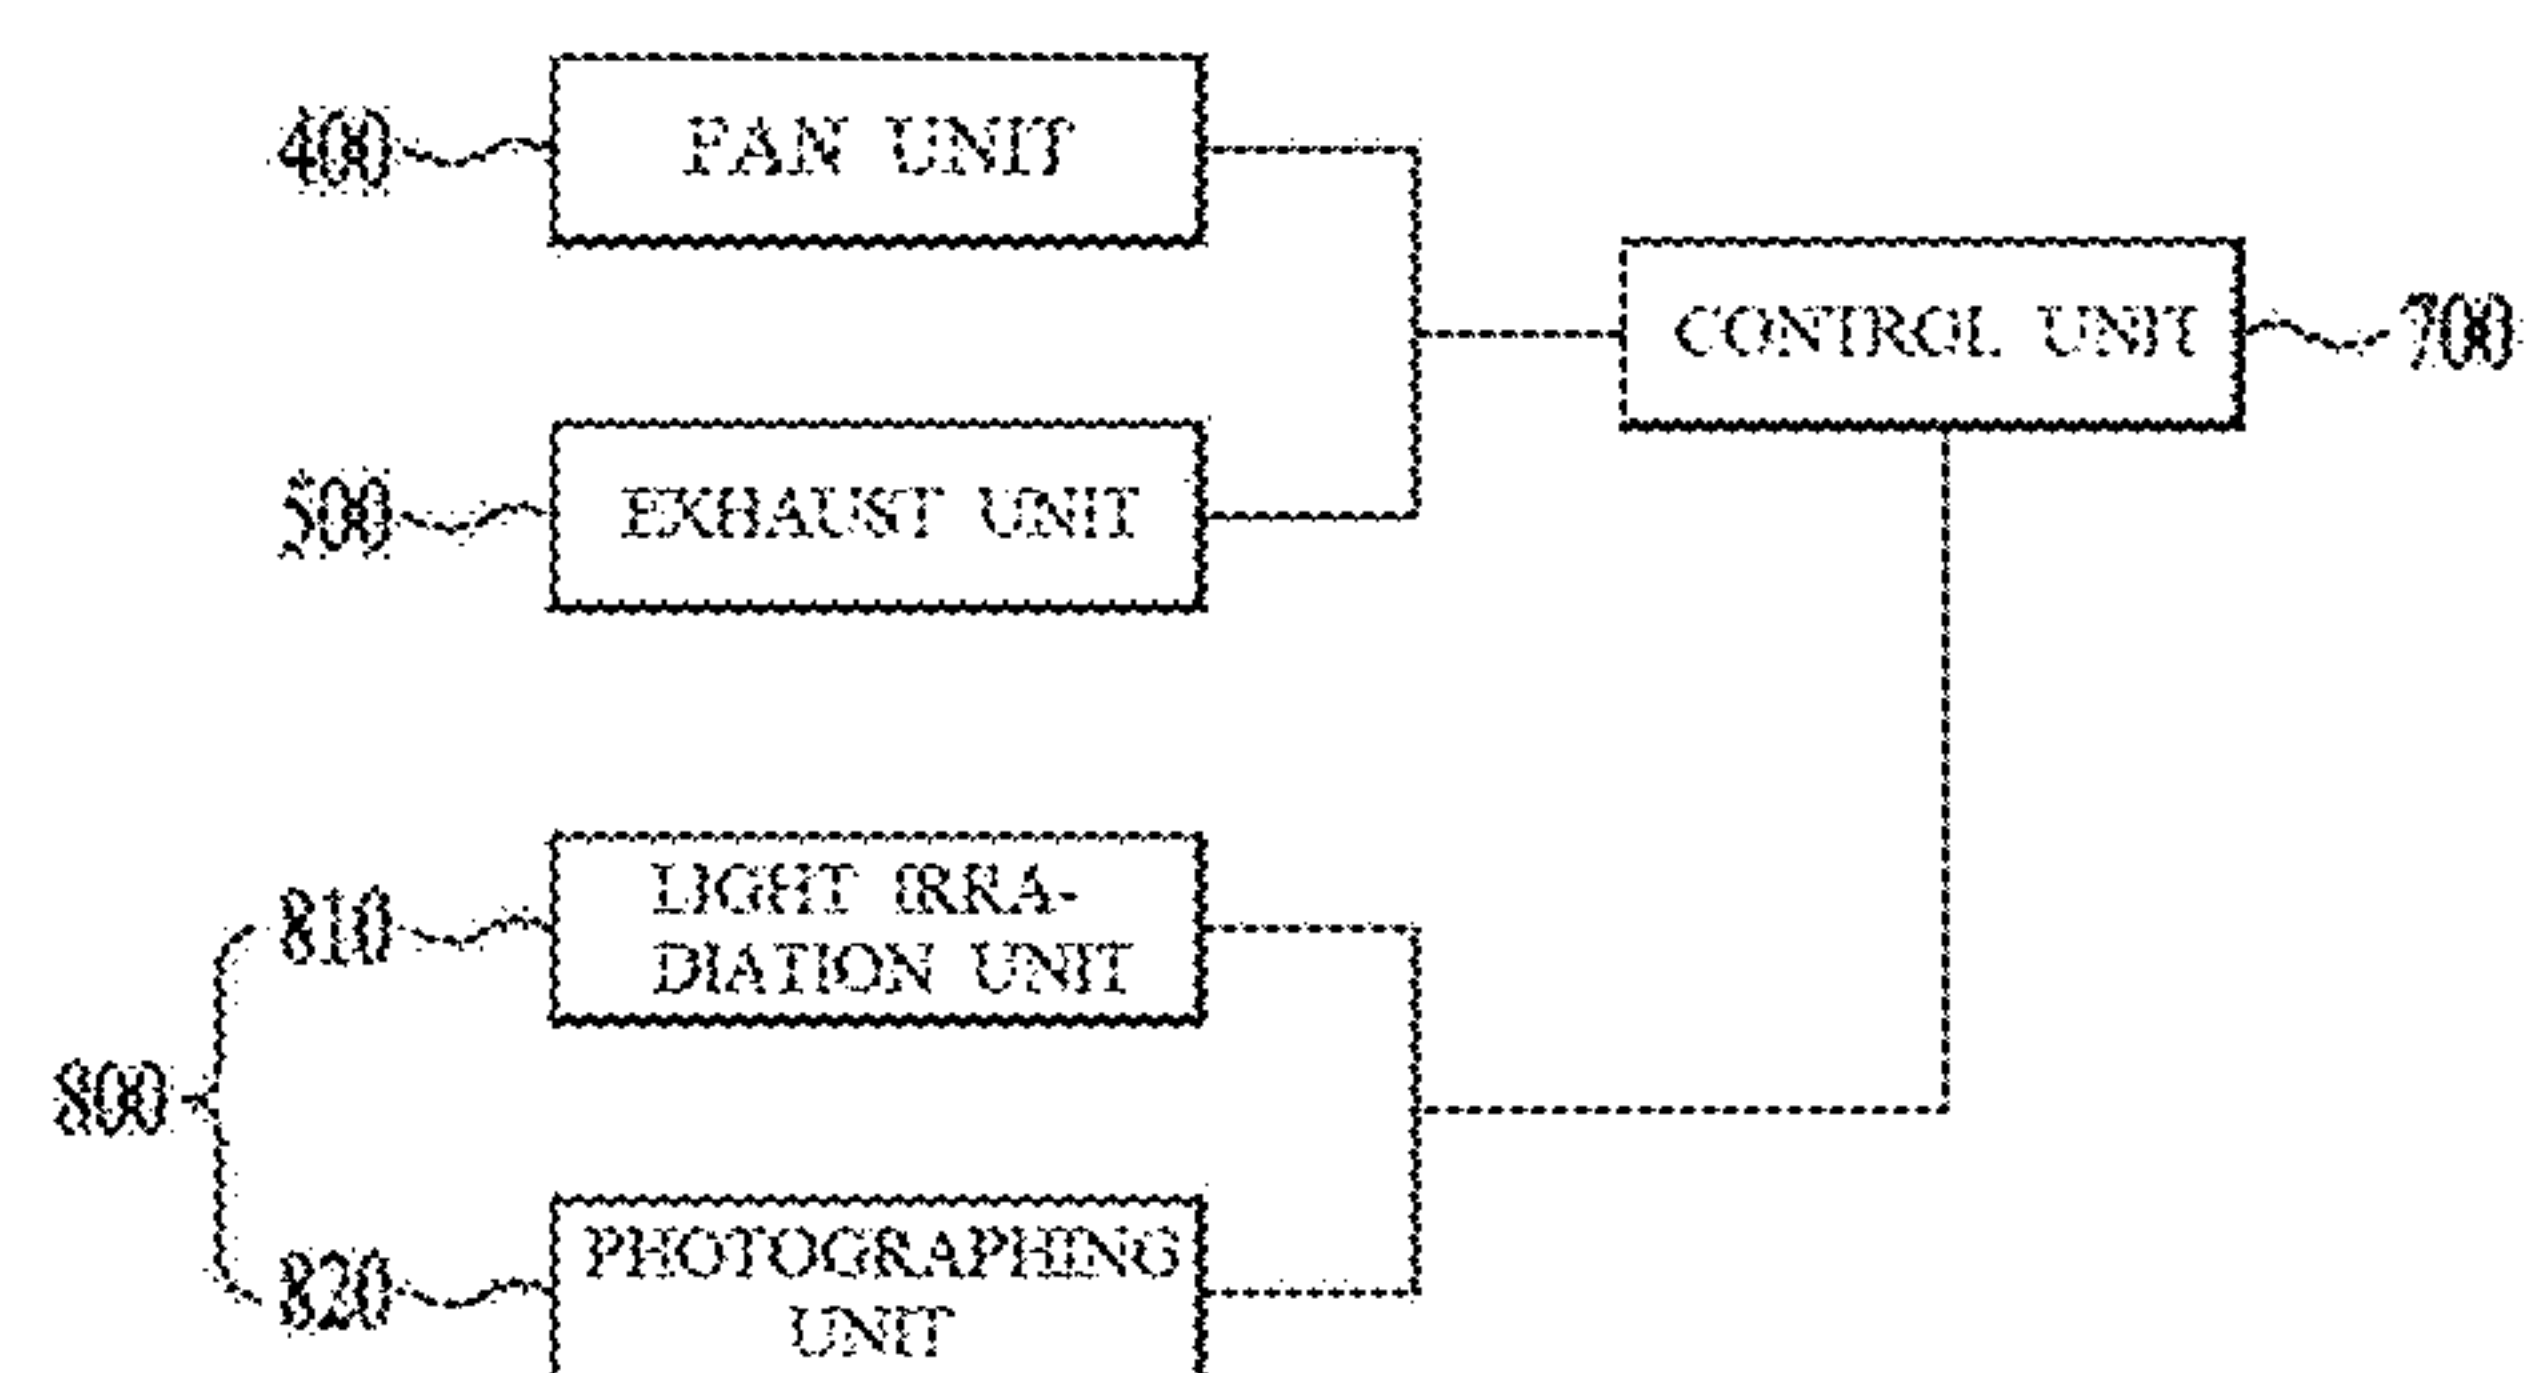 400
FAN UNIT
CONTROL UNIT
700
500
EXHAUST UNIT
810
LIGHT IRRA-
DIATION UNIT
800
820
PHOTOGRAPHING
UNIT